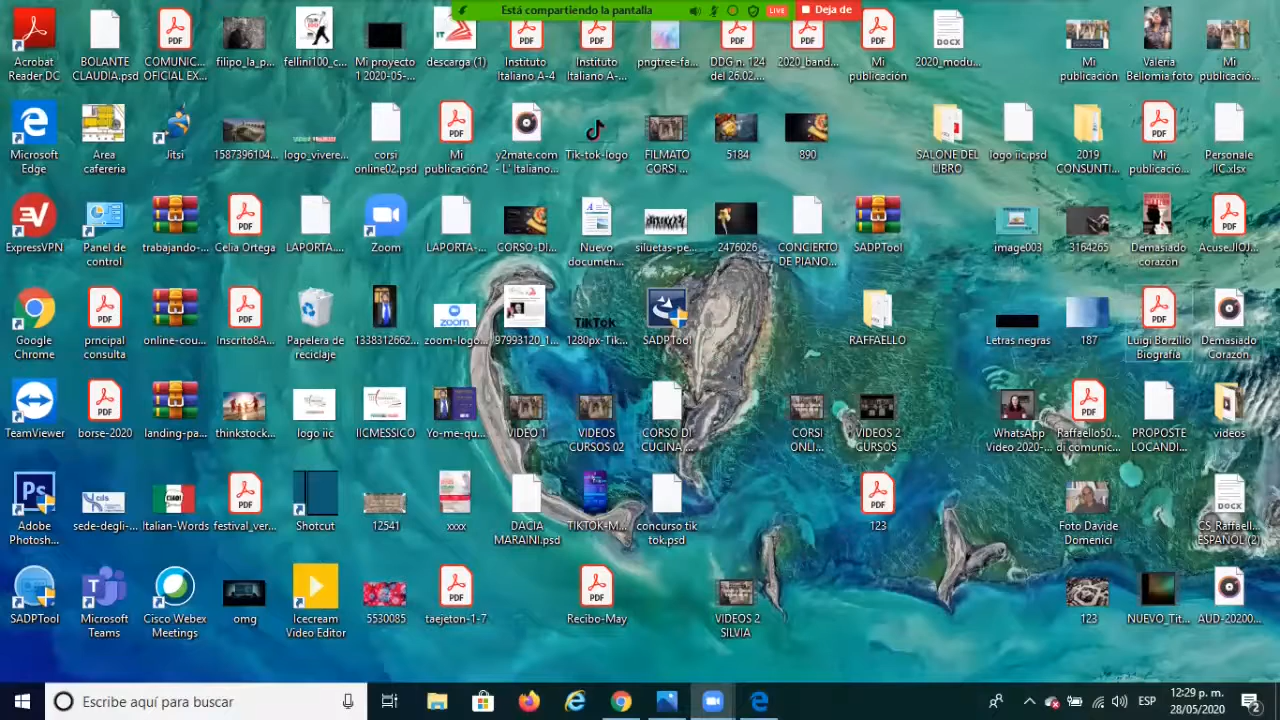 Está compartiendo la pantalla
LIVE
Deja de
Acrobat
Reader DC
BOLANTE
CLAUDIA.psd
COMUNIC...
OFICIAL EX...
filipo_la_p...
fellini100_c...
Mi proyecto
1 2020-05-...
descarga (1)
Instituto
Italiano A-4
Instituto
Italiano A-...
pngtree-fa...
DDG n. 124
del 26.02....
2020_band...
Mi
publicación
2020_modu...
Mi
publicación
Valeria
Bellomia foto
Mi
publicació...
Microsoft
Edge
Area
cafereria
Jitsi
1587396104...
logo_vivere...
corsi
online02.psd
Mi
publicación2
y2mate.com
- L' Italiano...
Tik-tok-logo
FILMATO
CORSI ...
5184
890
SALONE DEL
LIBRO
logo iic.psd
2019
CONSUNTI...
Mi
publicació...
Personale
IIC.xlsx
ExpressVPN
Panel de
control
trabajando-...
Celia Ortega
LAPORTA....
Zoom
LAPORTA-...
CORSO-DI...
Nuevo
documen...
siluetas-pe...
2476026
CONCIERTO
DE PIANO...
SADPTool
image003
3164265
Demasiado
corazón
Acuse.JIOJ...
Google
Chrome
prncipal
consulta
online-cou...
Inscrito8A...
Papelera de
reciclaje
1338312662...
zoom
zoom-logo...
97993120_1...
TikTok
1280px-Tik...
SADPTool
RAFFAELLO
Letras negras
187
Luigi Borzillo
Biografia
Demasiado
Corazon
TeamViewer
borse-2020
landing-pa...
thinkstock...
logo iic
IICMESSICO
Yo-me-qu...
VIDEO 1
VIDEOS
CURSOS 02
CORSO DI
CUCINA ...
CORSI
ONLI...
VIDEOS 2
CURSOS
WhatsApp
Video 2020-...
Raffaello50...
di comunic...
PROPOSTE
LOCANDI...
videos
Adobe
Photosh...
sede-degli-...
CIAO!
Italian-Words
festival_ver...
Shotcut
12541
xxxx
DACIA
MARAINI.psd
TIKTOK-M...
concurso tik
tok.psd
123
Foto Davide
Domenici
CS_Raffaell...
ESPAÑOL (2)
SADPTool
Microsoft
Teams
Cisco Webex
Meetings
omg
Icecream
Video Editor
5530085
taejeton-1-7
Recibo-May
VIDEOS 2
SILVIA
123
NUEVO_Tit...
AUD-20200...
Escribe aquí para buscar
ESP
12:29 p. m.
28/05/2020
2